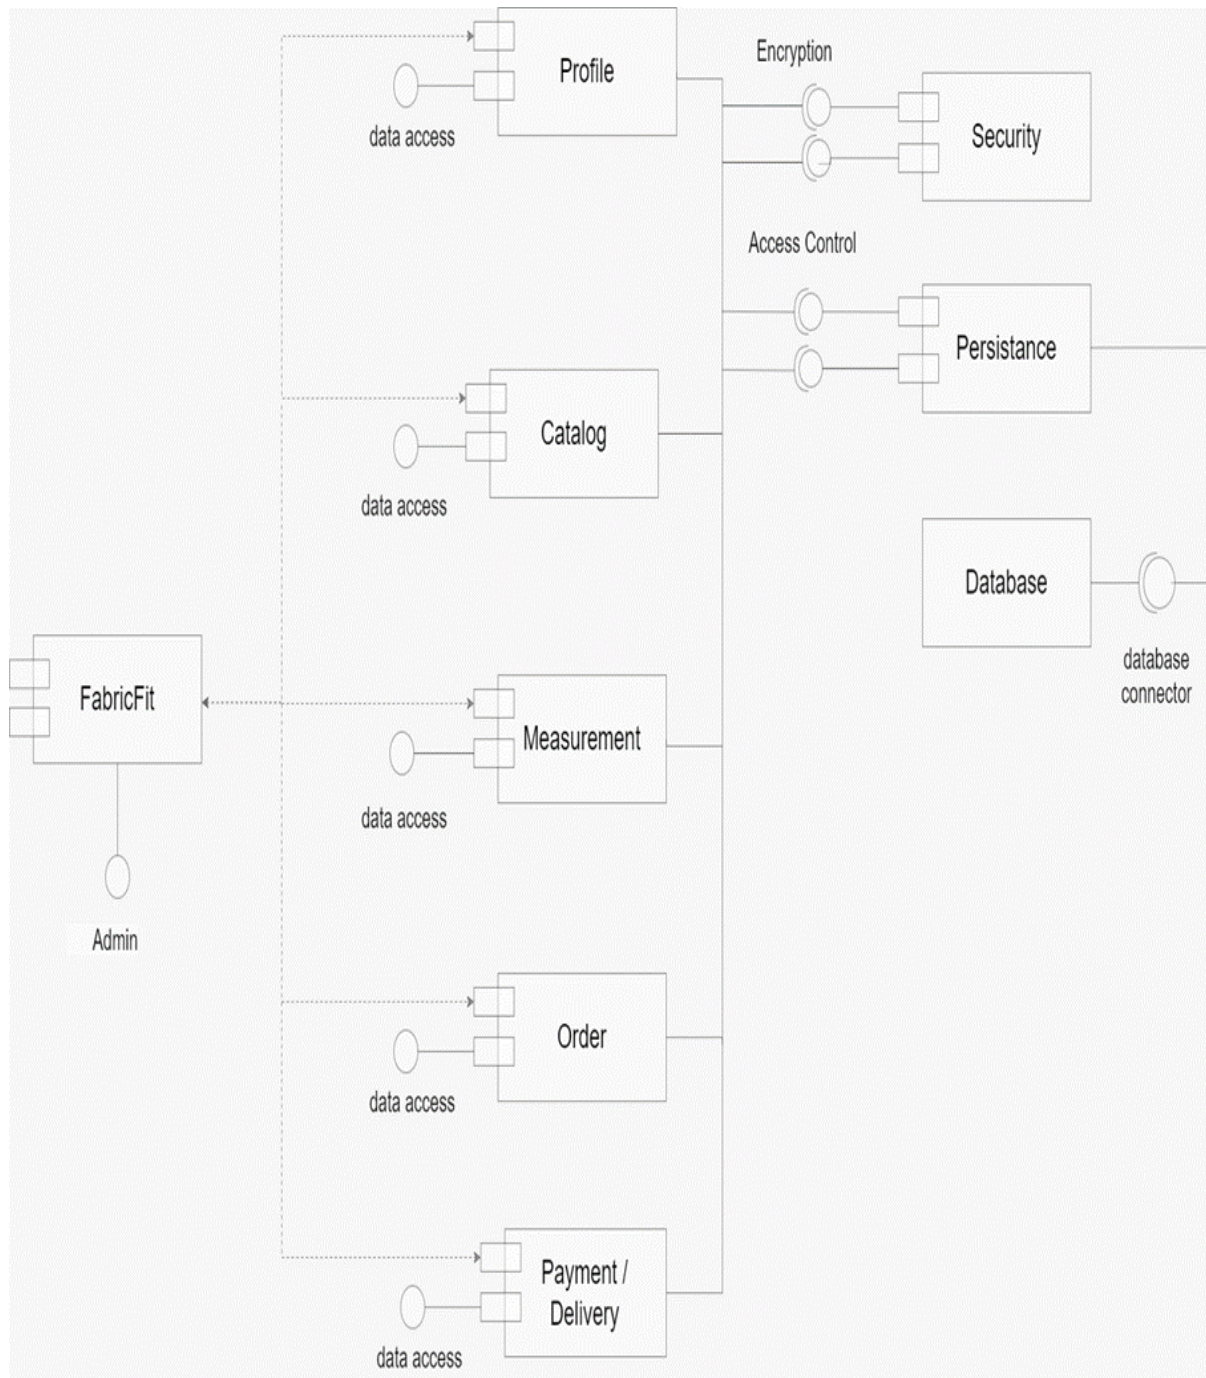 Profile
data access
Encryption
Security
Access Control
Persistance
Catalog
data access
Database
database
connector
FabricFit
Admin
Measurement
data access
Order
data access
Payment /
Delivery
data access